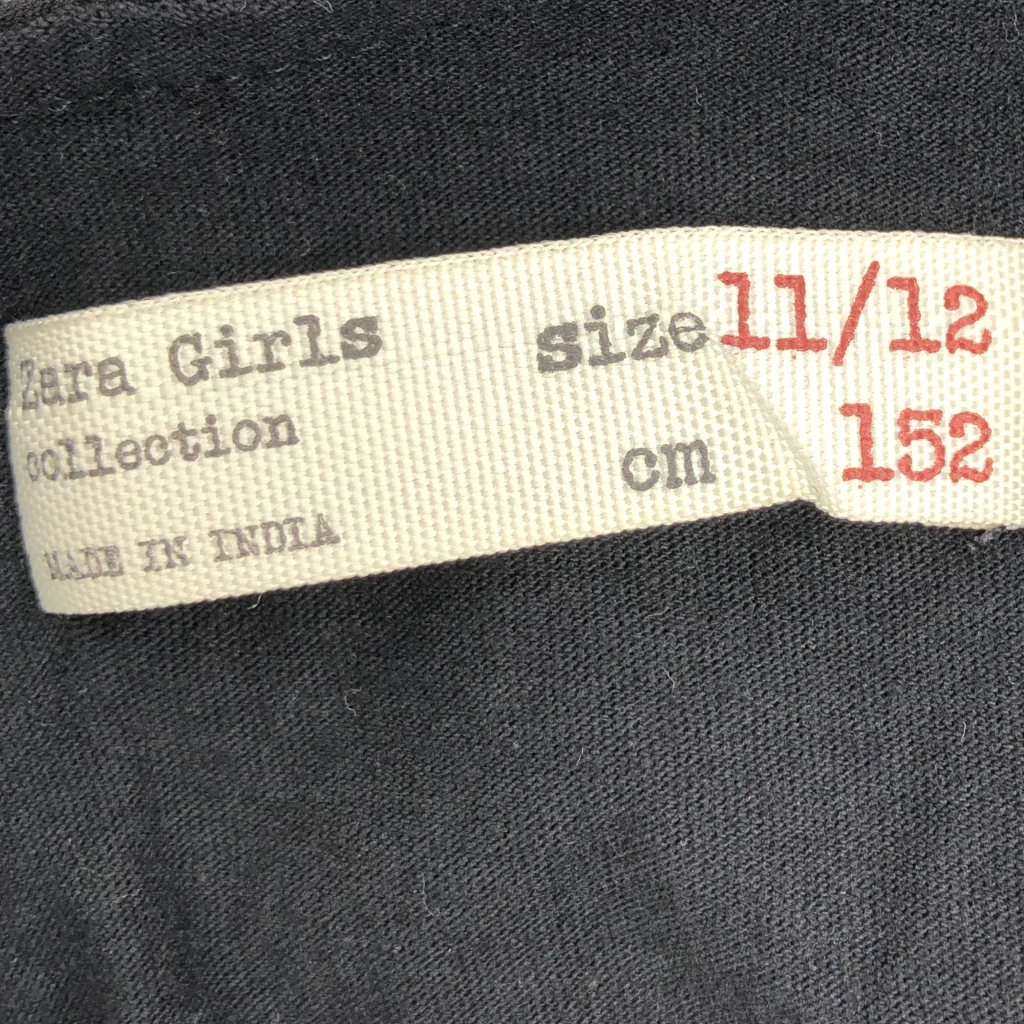 Zara Girls
collection
MADE IN INDIA
size 11/12
cm 152